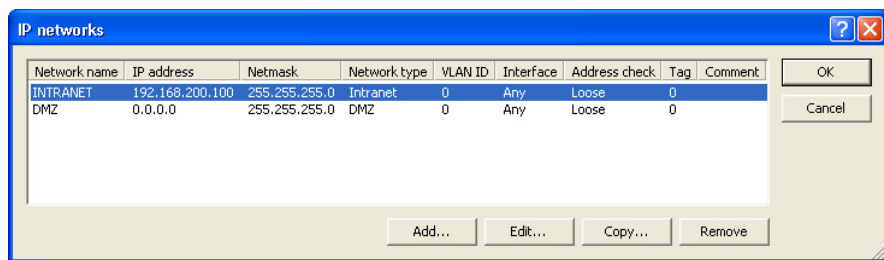 IP networks
Network name IP address Netmask Network type VLAN ID Interface Address check Tag Comment
INTRANET 192.168.200.100 255.255.255.0 Intranet 0 Any Loose 0
DMZ 0.0.0.0 255.255.255.0 DMZ 0 Any Loose 0
OK
Cancel
Add... Edit... Copy... Remove